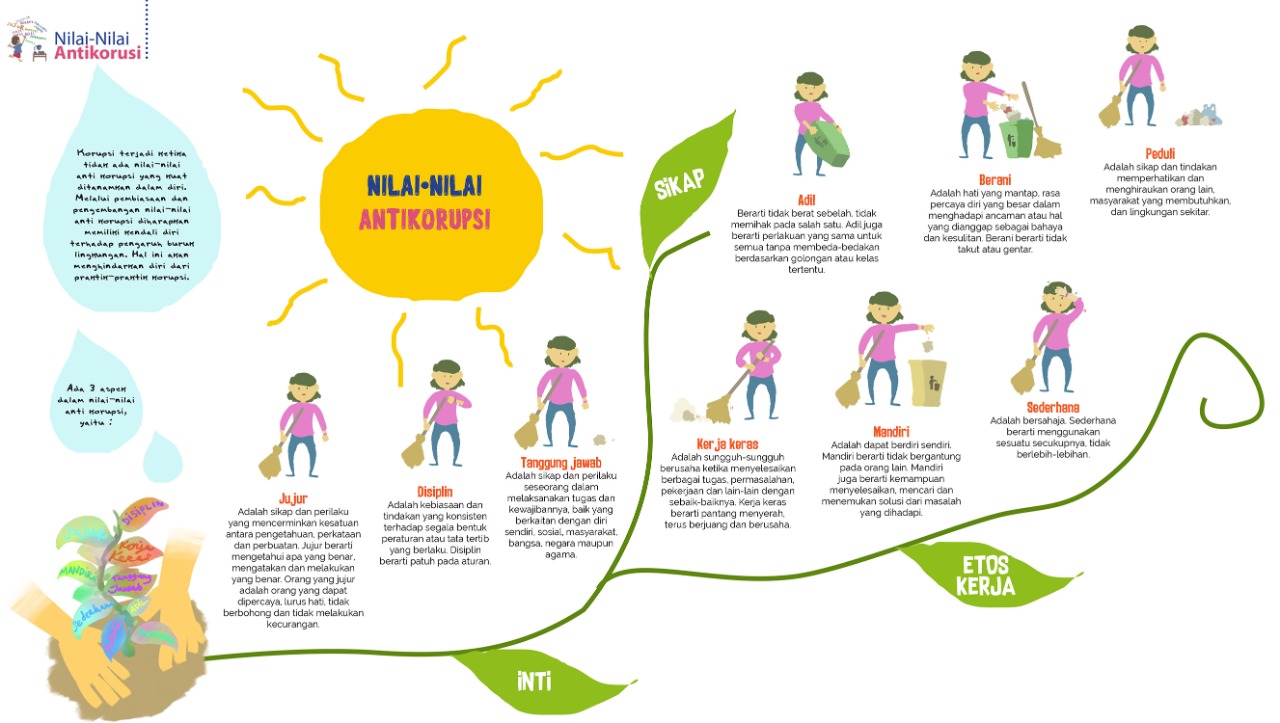 Nilai-Nilai
Antikorusi
Korupsi terjadi ketika
tidak ada nilai-nilai
anti korupsi yang kuat
ditanamkan dalam diri.
Melalui pembiasaan dan
pengembangan nilai-nilai
anti korupsi diharapkan
memiliki kendali diri
terhadap pengaruh buruk
lingkungan. Hal ini akan
menghindarkan diri dari
praktik-praktik korupsi.
Ada 3 aspek
dalam nilai-nilai
anti korupsi,
yaitu :
NILAI-NILAI
ANTIKORUPSI
DISIPLIN
JUJUR
Kerja
Keras
MANDIRI
Tanggung
Jawab
Sederhana
Jujur
Adalah sikap dan perilaku
yang mencerminkan kesatuan
antara pengetahuan, perkataan
dan perbuatan. Jujur berarti
mengetahui apa yang benar,
mengatakan dan melakukan
yang benar. Orang yang jujur
adalah orang yang dapat
dipercaya, lurus hati, tidak
berbohong dan tidak melakukan
kecurangan.
Disiplin
Adalah kebiasaan dan
tindakan yang konsisten
terhadap segala bentuk
peraturan atau tata tertib
yang berlaku. Disiplin
berarti patuh pada aturan.
Tanggung jawab
Adalah sikap dan perilaku
seseorang dalam
melaksanakan tugas dan
kewajibannya, baik yang
berkaitan dengan diri
sendiri, sosial, masyarakat,
bangsa, negara maupun
agama.
INTI
SIKAP
Adil
Berarti tidak berat sebelah, tidak
memihak pada salah satu. Adil juga
berarti perlakuan yang sama untuk
semua tanpa membeda-bedakan
berdasarkan golongan atau kelas
tertentu.
Berani
Adalah hati yang mantap, rasa
percaya diri yang besar dalam
menghadapi ancaman atau hal
yang dianggap sebagai bahaya
dan kesulitan. Berani berarti tidak
takut atau gentar.
Peduli
Adalah sikap dan tindakan
memperhatikan dan
menghiraukan orang lain,
masyarakat yang membutuhkan,
dan lingkungan sekitar.
Kerja keras
Adalah sungguh-sungguh
berusaha ketika menyelesaikan
berbagai tugas, permasalahan,
pekerjaan dan lain-lain dengan
sebaik-baiknya. Kerja keras
berarti pantang menyerah,
terus berjuang dan berusaha.
Mandiri
Adalah dapat berdiri sendiri.
Mandiri berarti tidak bergantung
pada orang lain. Mandiri
juga berarti kemampuan
menyelesaikan, mencari dan
menemukan solusi dari masalah
yang dihadapi.
Sederhana
Adalah bersahaja. Sederhana
berarti menggunakan
sesuatu secukupnya, tidak
berlebih-lebihan.
ETOS
KERJA